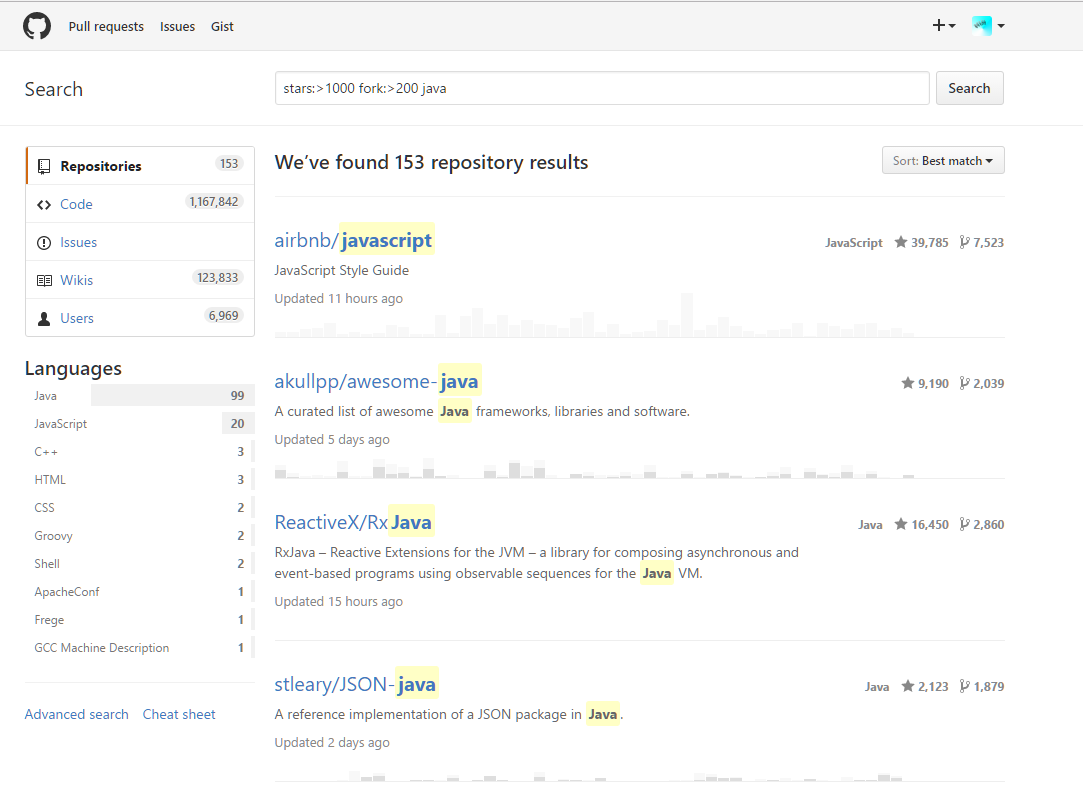 Pull requests Issues Gist
Search
stars:>1000 fork:>200 java
Search
Repositories 153
Code 1,167,842
Issues
Wikis 123,833
Users 6,969
Languages
Java 99
JavaScript 20
C++ 3
HTML 3
CSS 2
Groovy 2
Shell 2
ApacheConf 1
Frege 1
GCC Machine Description 1
Advanced search Cheat sheet
We’ve found 153 repository results
Sort: Best match
airbnb/javascript
JavaScript 39,785 7,523
JavaScript Style Guide
Updated 11 hours ago
akullpp/awesome-java
9,190 2,039
A curated list of awesome Java frameworks, libraries and software.
Updated 5 days ago
ReactiveX/RxJava
Java 16,450 2,860
RxJava – Reactive Extensions for the JVM – a library for composing asynchronous and
event-based programs using observable sequences for the Java VM.
Updated 15 hours ago
stleary/JSON-java
Java 2,123 1,879
A reference implementation of a JSON package in Java.
Updated 2 days ago